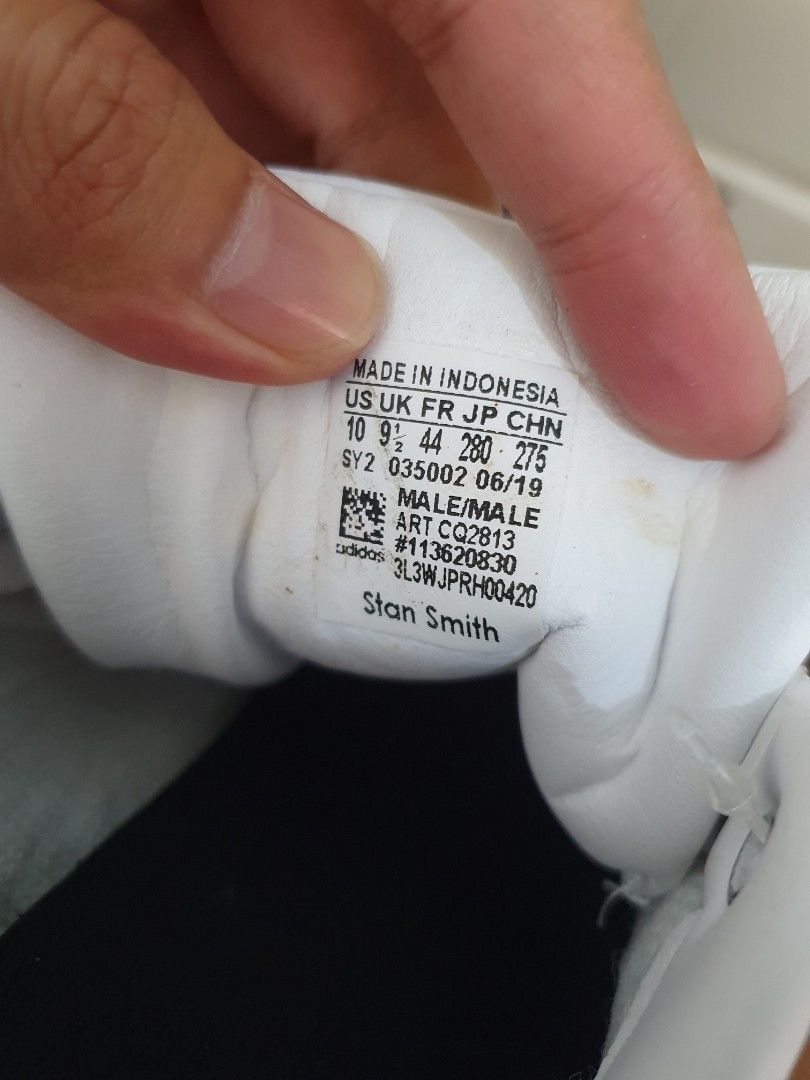 MADE IN INDONESIA
US UK FR JP CHN
10 9½ 44 280 275
SY2 035002 06/19
MALE/MALE
ART CQ2813
#113620830
adidas 3L3WJPRH00420
Stan Smith